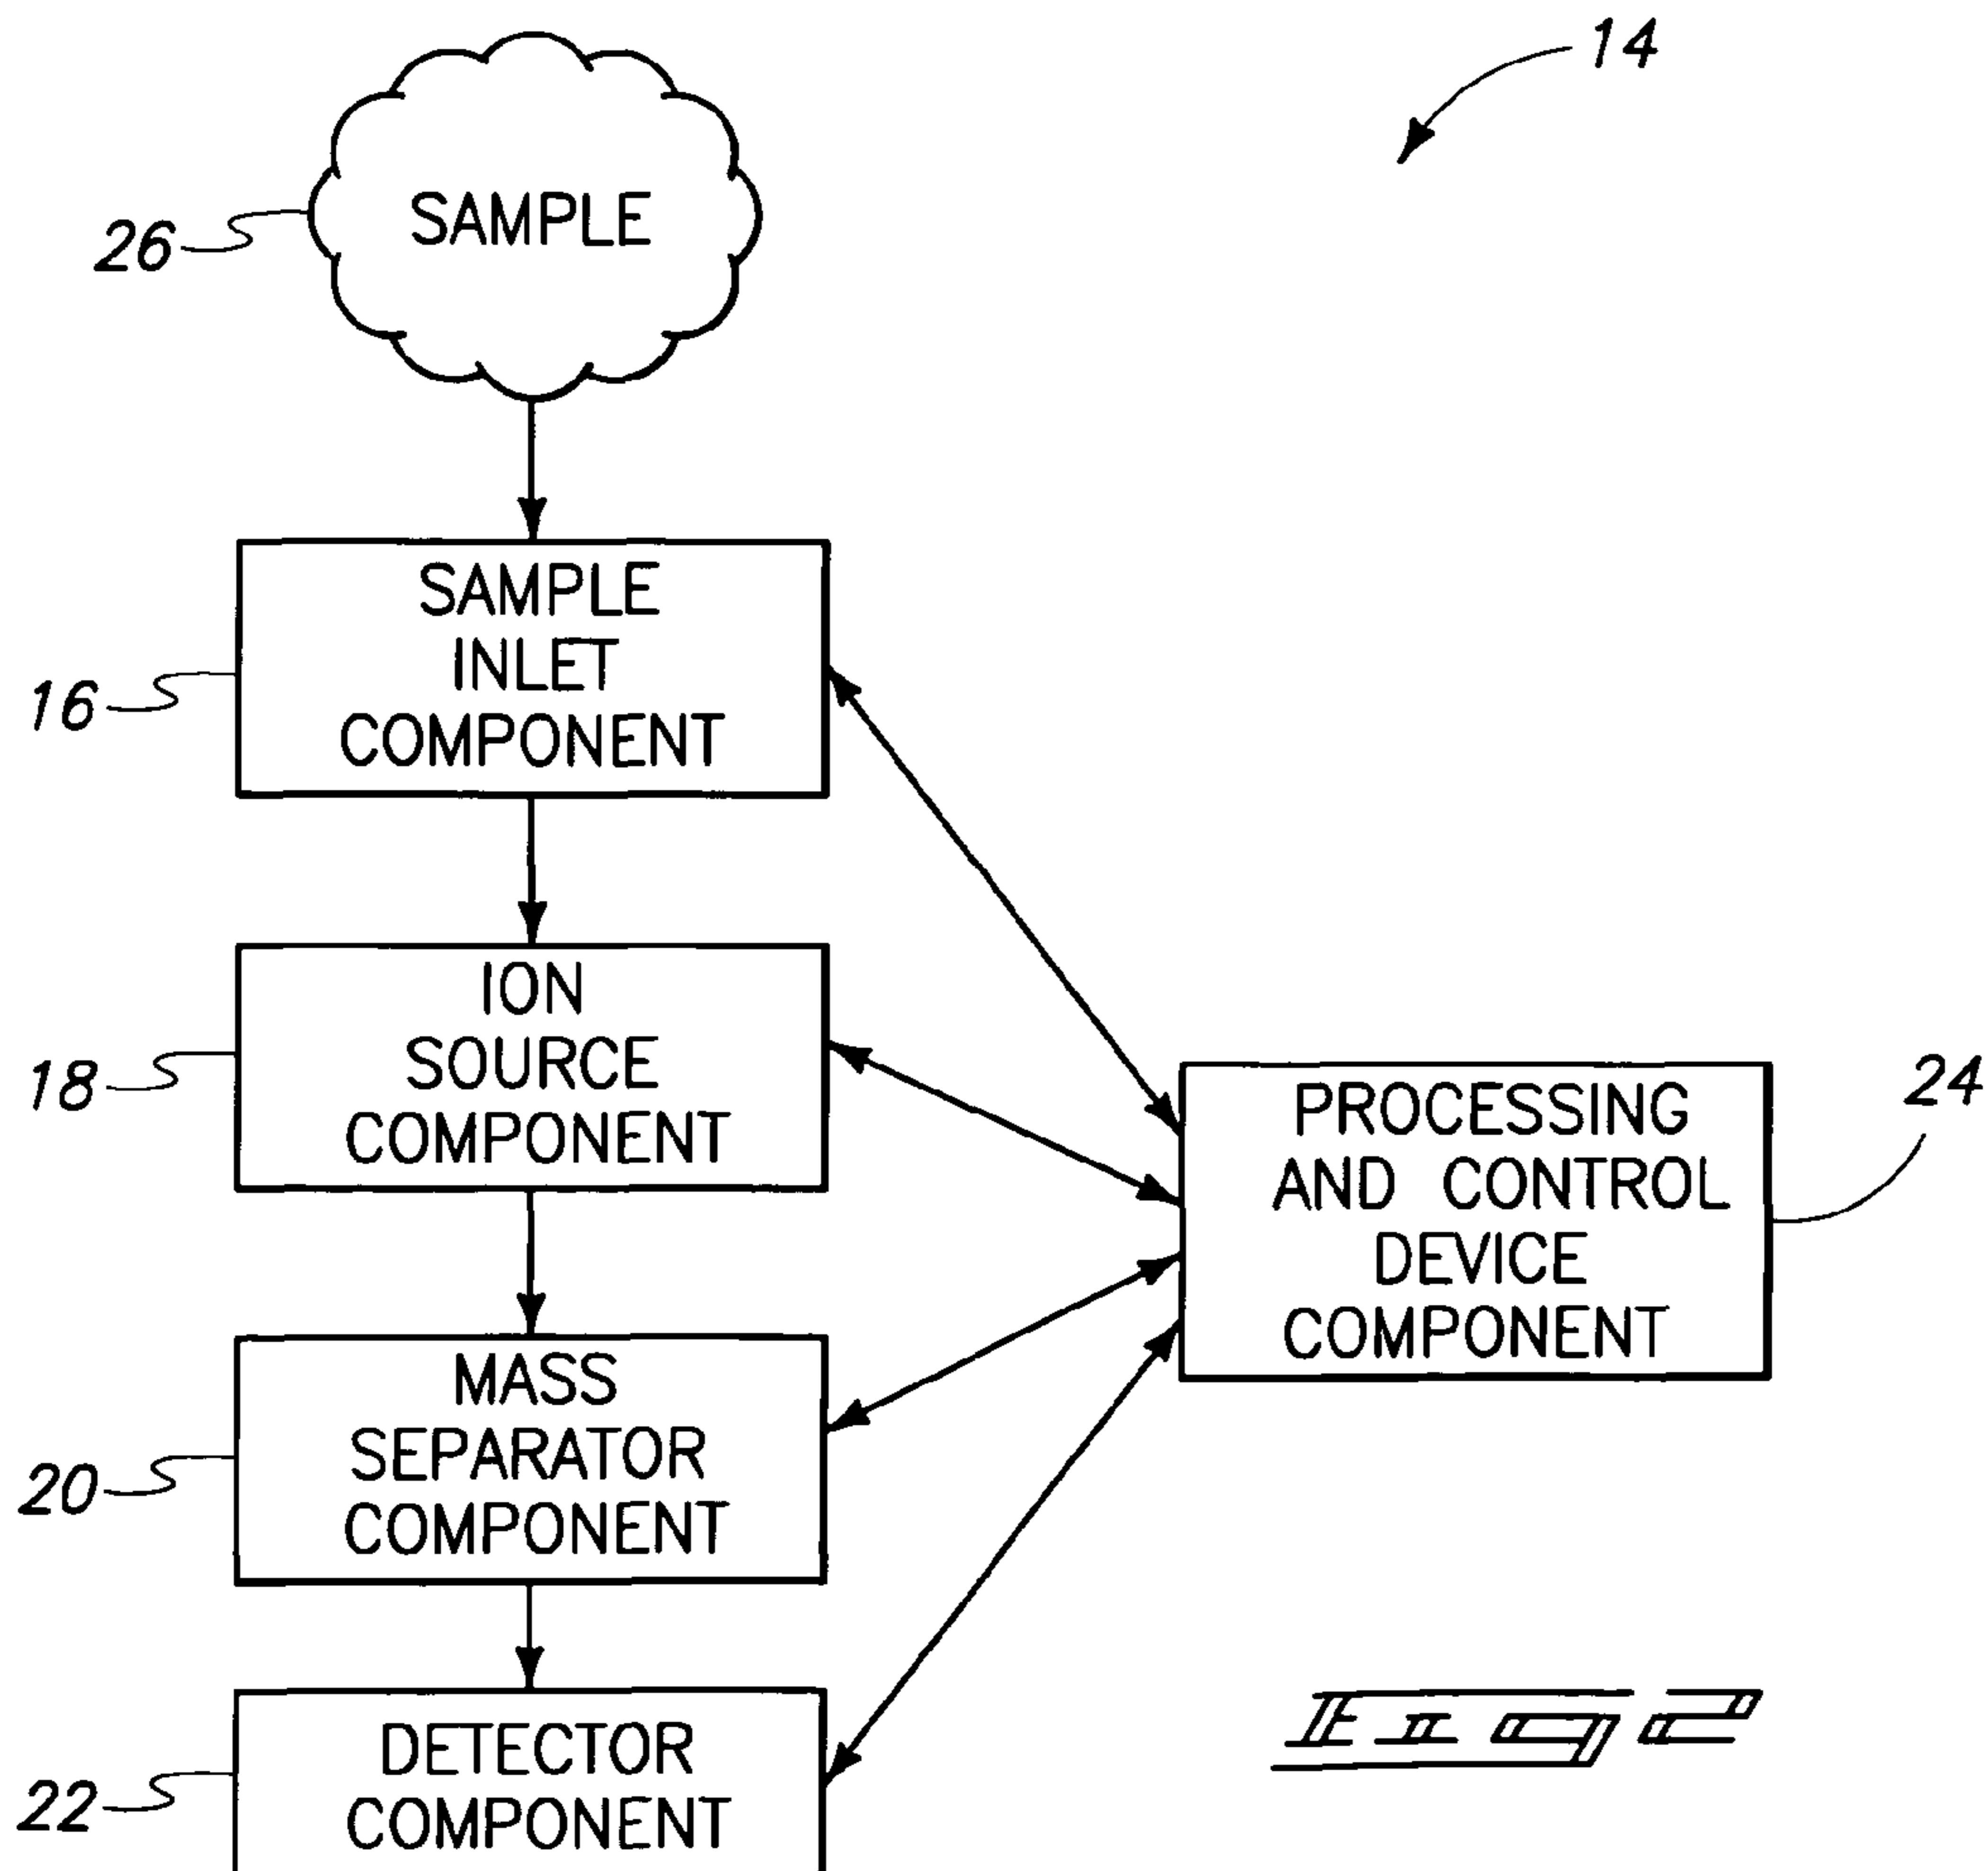 14
SAMPLE
26
SAMPLE
INLET
COMPONENT
16
ION
SOURCE
COMPONENT
18
PROCESSING
AND CONTROL
DEVICE
COMPONENT
24
MASS
SEPARATOR
COMPONENT
20
DETECTOR
COMPONENT
22
FIG 2